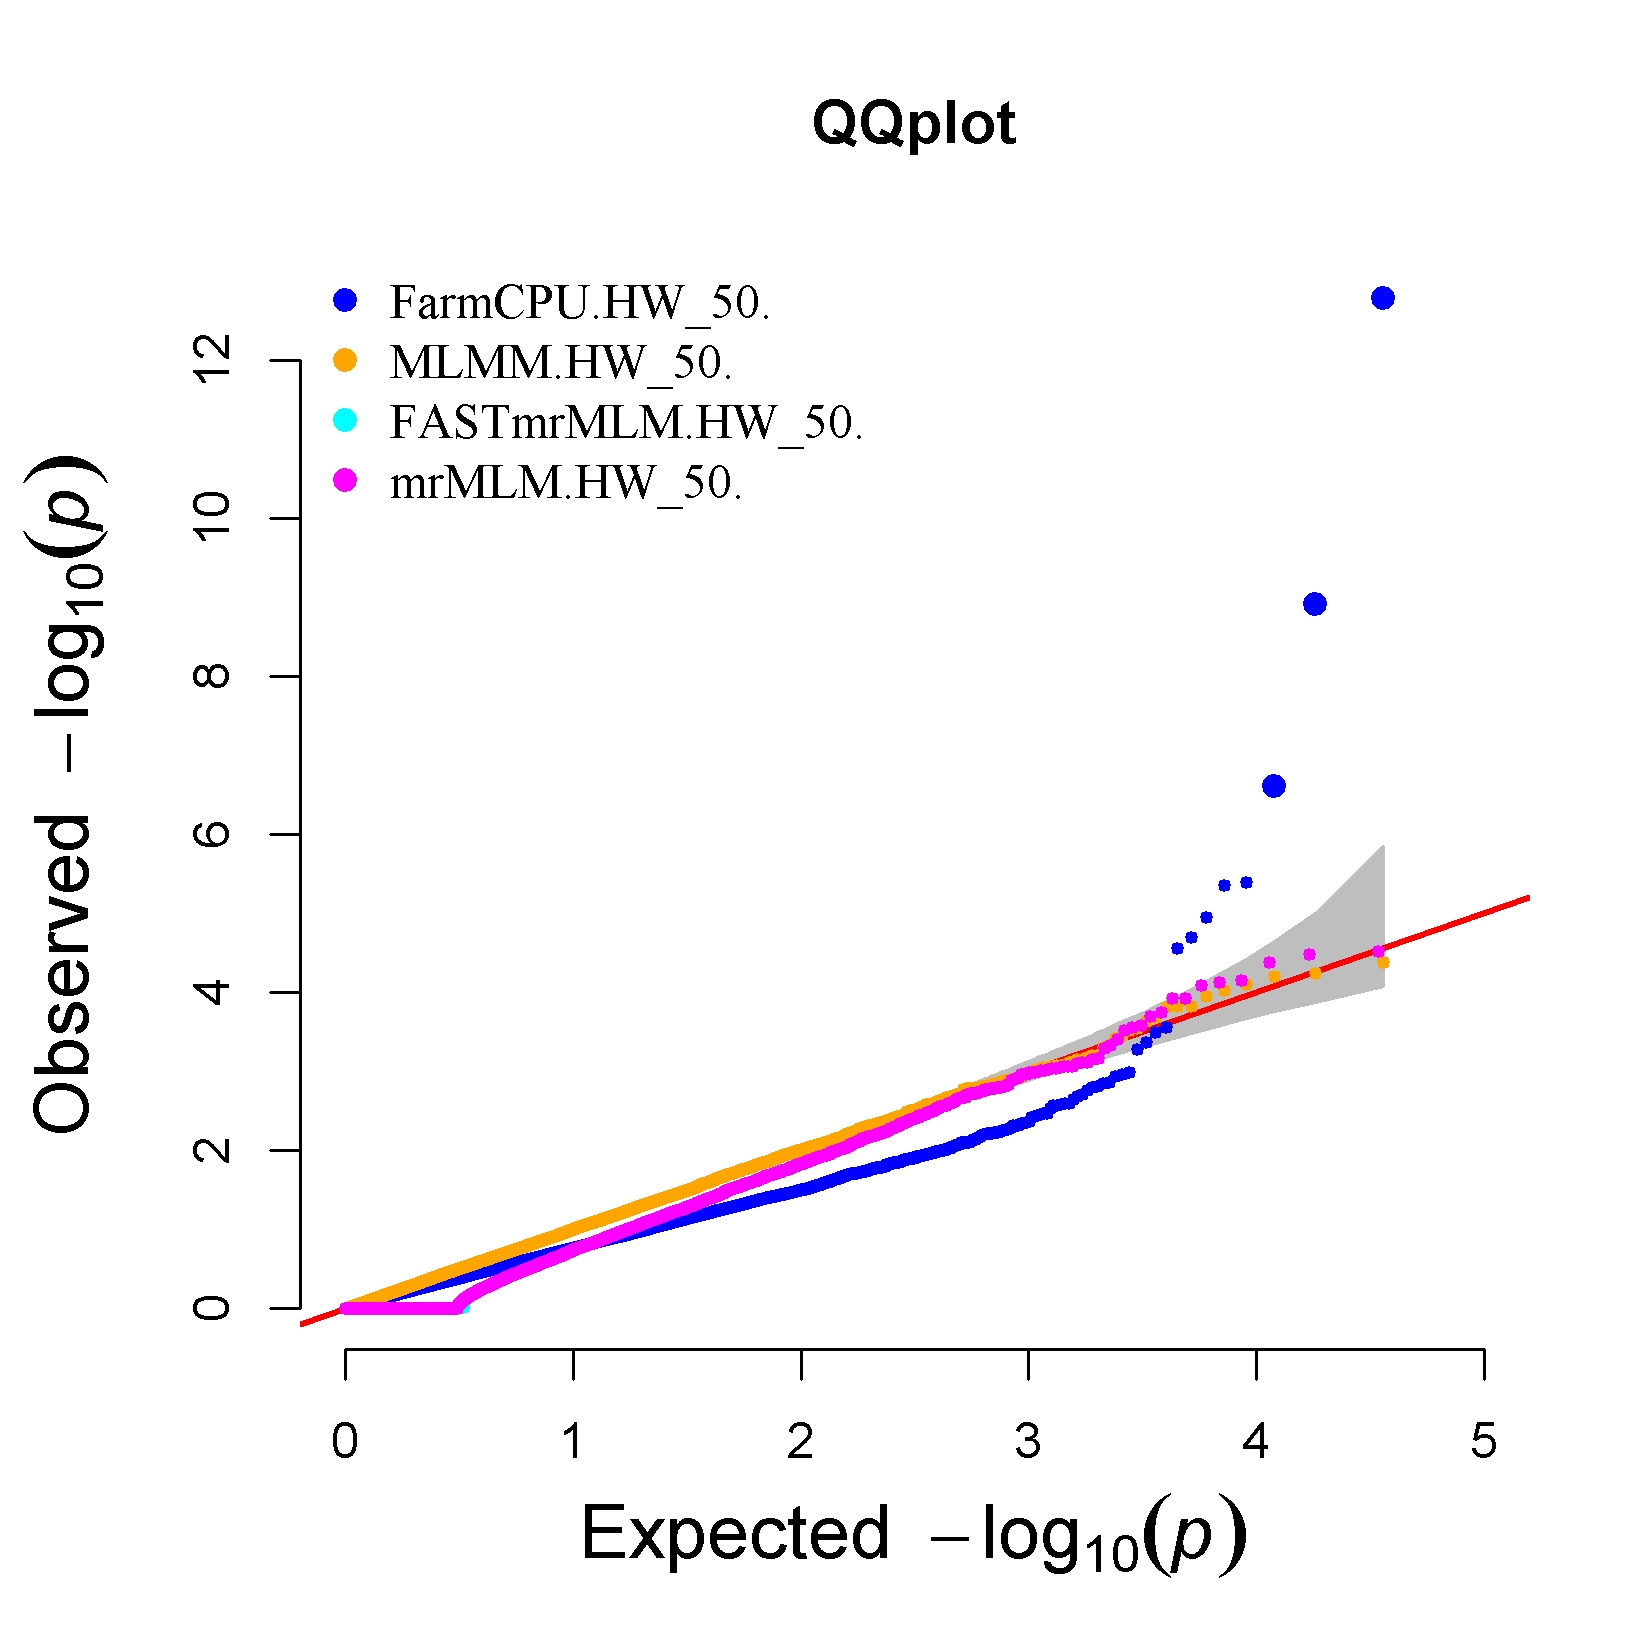 QQplot
FarmCPU.HW_50.
MLMM.HW_50.
FASTmrMLM.HW_50.
mrMLM.HW_50.
Observed −log10(p)
12
10
8
6
4
2
0
0 1 2 3 4 5
Expected −log10(p)